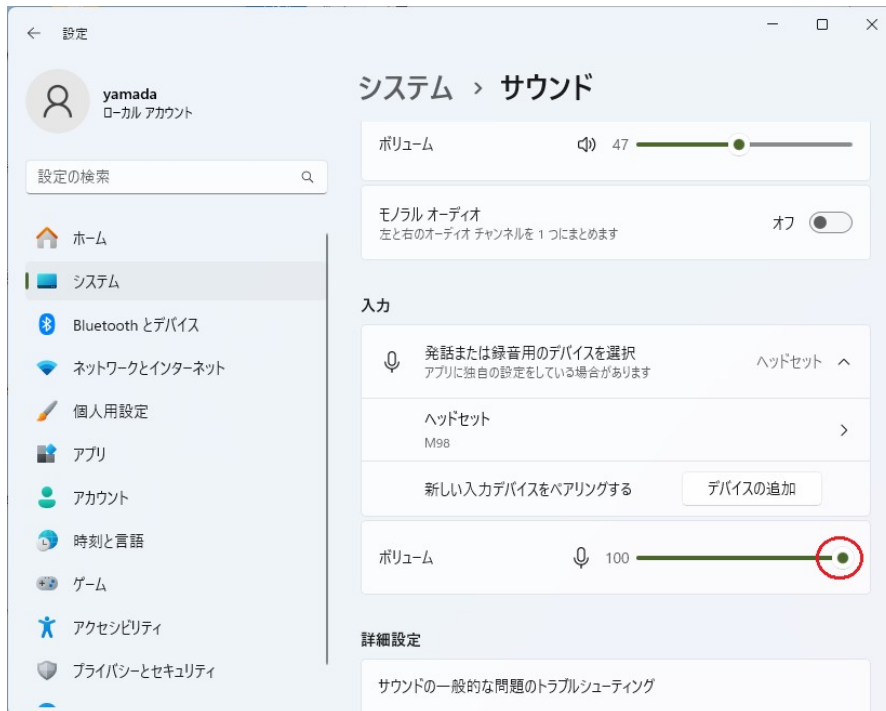 設定
yamada
ローカル アカウント
設定の検索
ホーム
システム
Bluetooth とデバイス
ネットワークとインターネット
個人用設定
アプリ
アカウント
時刻と言語
ゲーム
アクセシビリティ
プライバシーとセキュリティ
システム › サウンド
ボリューム 47
モノラル オーディオ
左と右のオーディオ チャンネルを 1 つにまとめます
オフ
入力
発話または録音用のデバイスを選択
アプリに独自の設定をしている場合があります
ヘッドセット
ヘッドセット
M98
新しい入力デバイスをペアリングする
デバイスの追加
ボリューム 100
詳細設定
サウンドの一般的な問題のトラブルシューティング